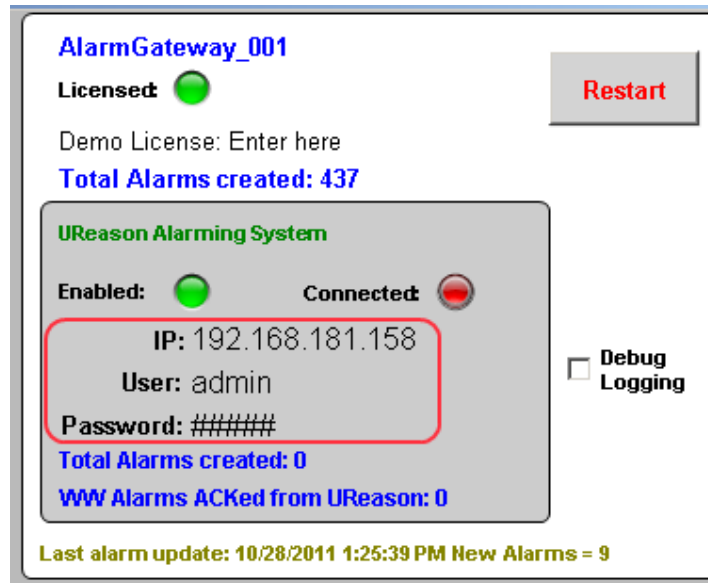 AlarmGateway_001
Licensed:
Restart
Demo License: Enter here
Total Alarms created: 437
UReason Alarming System
Enabled: Connected:
IP: 192.168.181.158
User: admin
Password: #####
Debug
Logging
Total Alarms created: 0
WW Alarms ACKed from UReason: 0
Last alarm update: 10/28/2011 1:25:39 PM New Alarms = 9